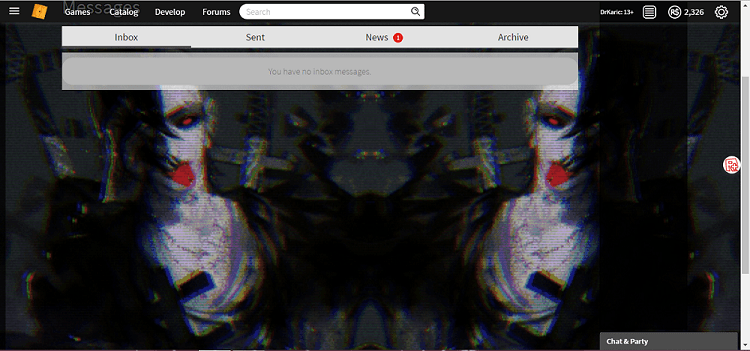 Messages
Games Catalog Develop Forums Search DrKaric: 13+ R$ 2,326
Inbox Sent News 1 Archive
You have no inbox messages.
Chat & Party